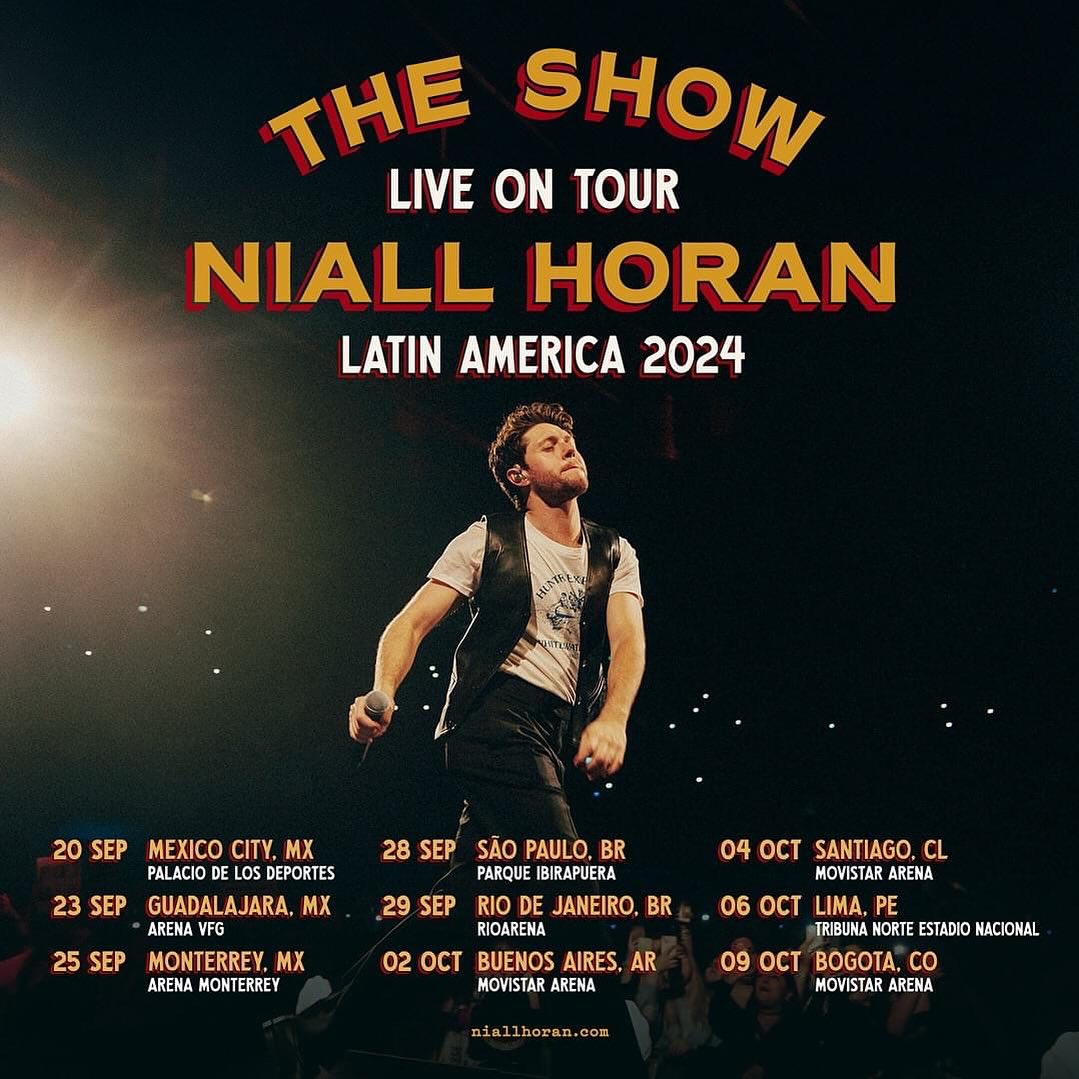 THE SHOW
LIVE ON TOUR
NIALL HORAN
LATIN AMERICA 2024
20 SEP MEXICO CITY, MX
PALACIO DE LOS DEPORTES
23 SEP GUADALAJARA, MX
ARENA VFG
25 SEP MONTERREY, MX
ARENA MONTERREY
28 SEP SÃO PAULO, BR
PARQUE IBIRAPUERA
29 SEP RIO DE JANEIRO, BR
RIOARENA
02 OCT BUENOS AIRES, AR
MOVISTAR ARENA
04 OCT SANTIAGO, CL
MOVISTAR ARENA
06 OCT LIMA, PE
TRIBUNA NORTE ESTADIO NACIONAL
09 OCT BOGOTA, CO
MOVISTAR ARENA
niallhoran.com